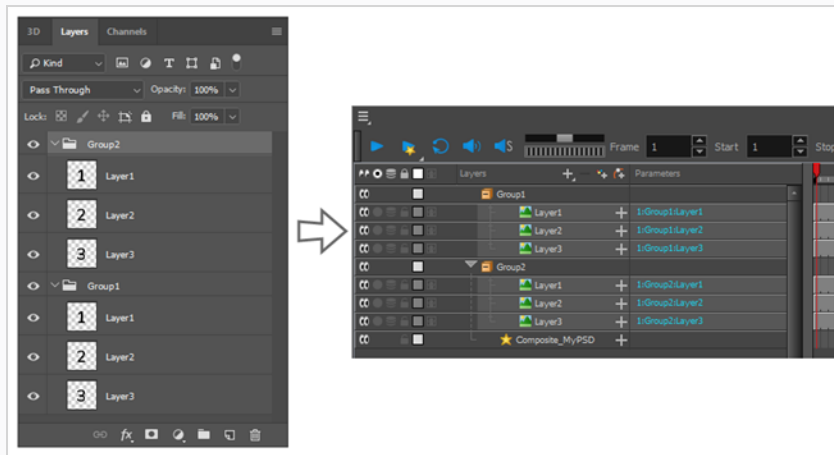 3D Layers Channels
Kind
Pass Through Opacity: 100%
Lock: Fill: 100%
Group2
1 Layer1
2 Layer2
3 Layer3
Group1
1 Layer1
2 Layer2
3 Layer3
fx
S Frame 1 Start 1 Stop
Layers Parameters
Group1
Layer1 1:Group1:Layer1
Layer2 1:Group1:Layer2
Layer3 1:Group1:Layer3
Group2
Layer1 1:Group2:Layer1
Layer2 1:Group2:Layer2
Layer3 1:Group2:Layer3
Composite_MyPSD